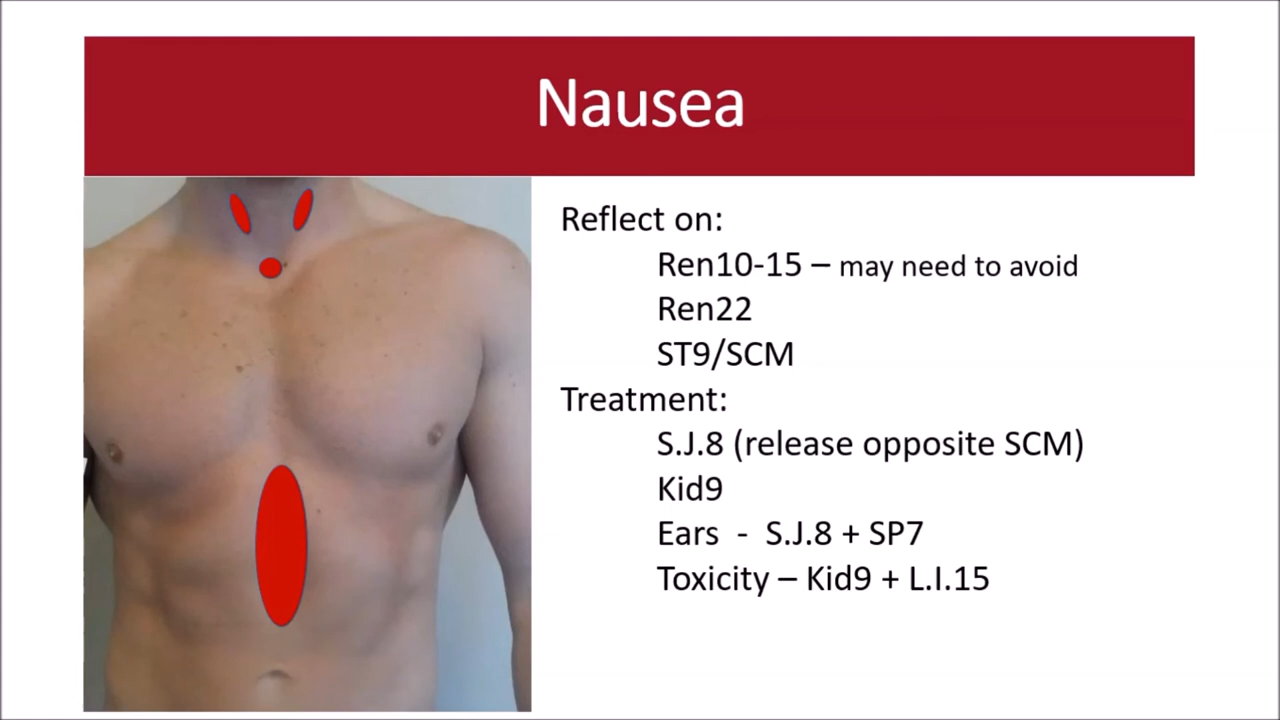 Nausea
Reflect on:
Ren10-15 – may need to avoid
Ren22
ST9/SCM
Treatment:
S.J.8 (release opposite SCM)
Kid9
Ears - S.J.8 + SP7
Toxicity – Kid9 + L.I.15